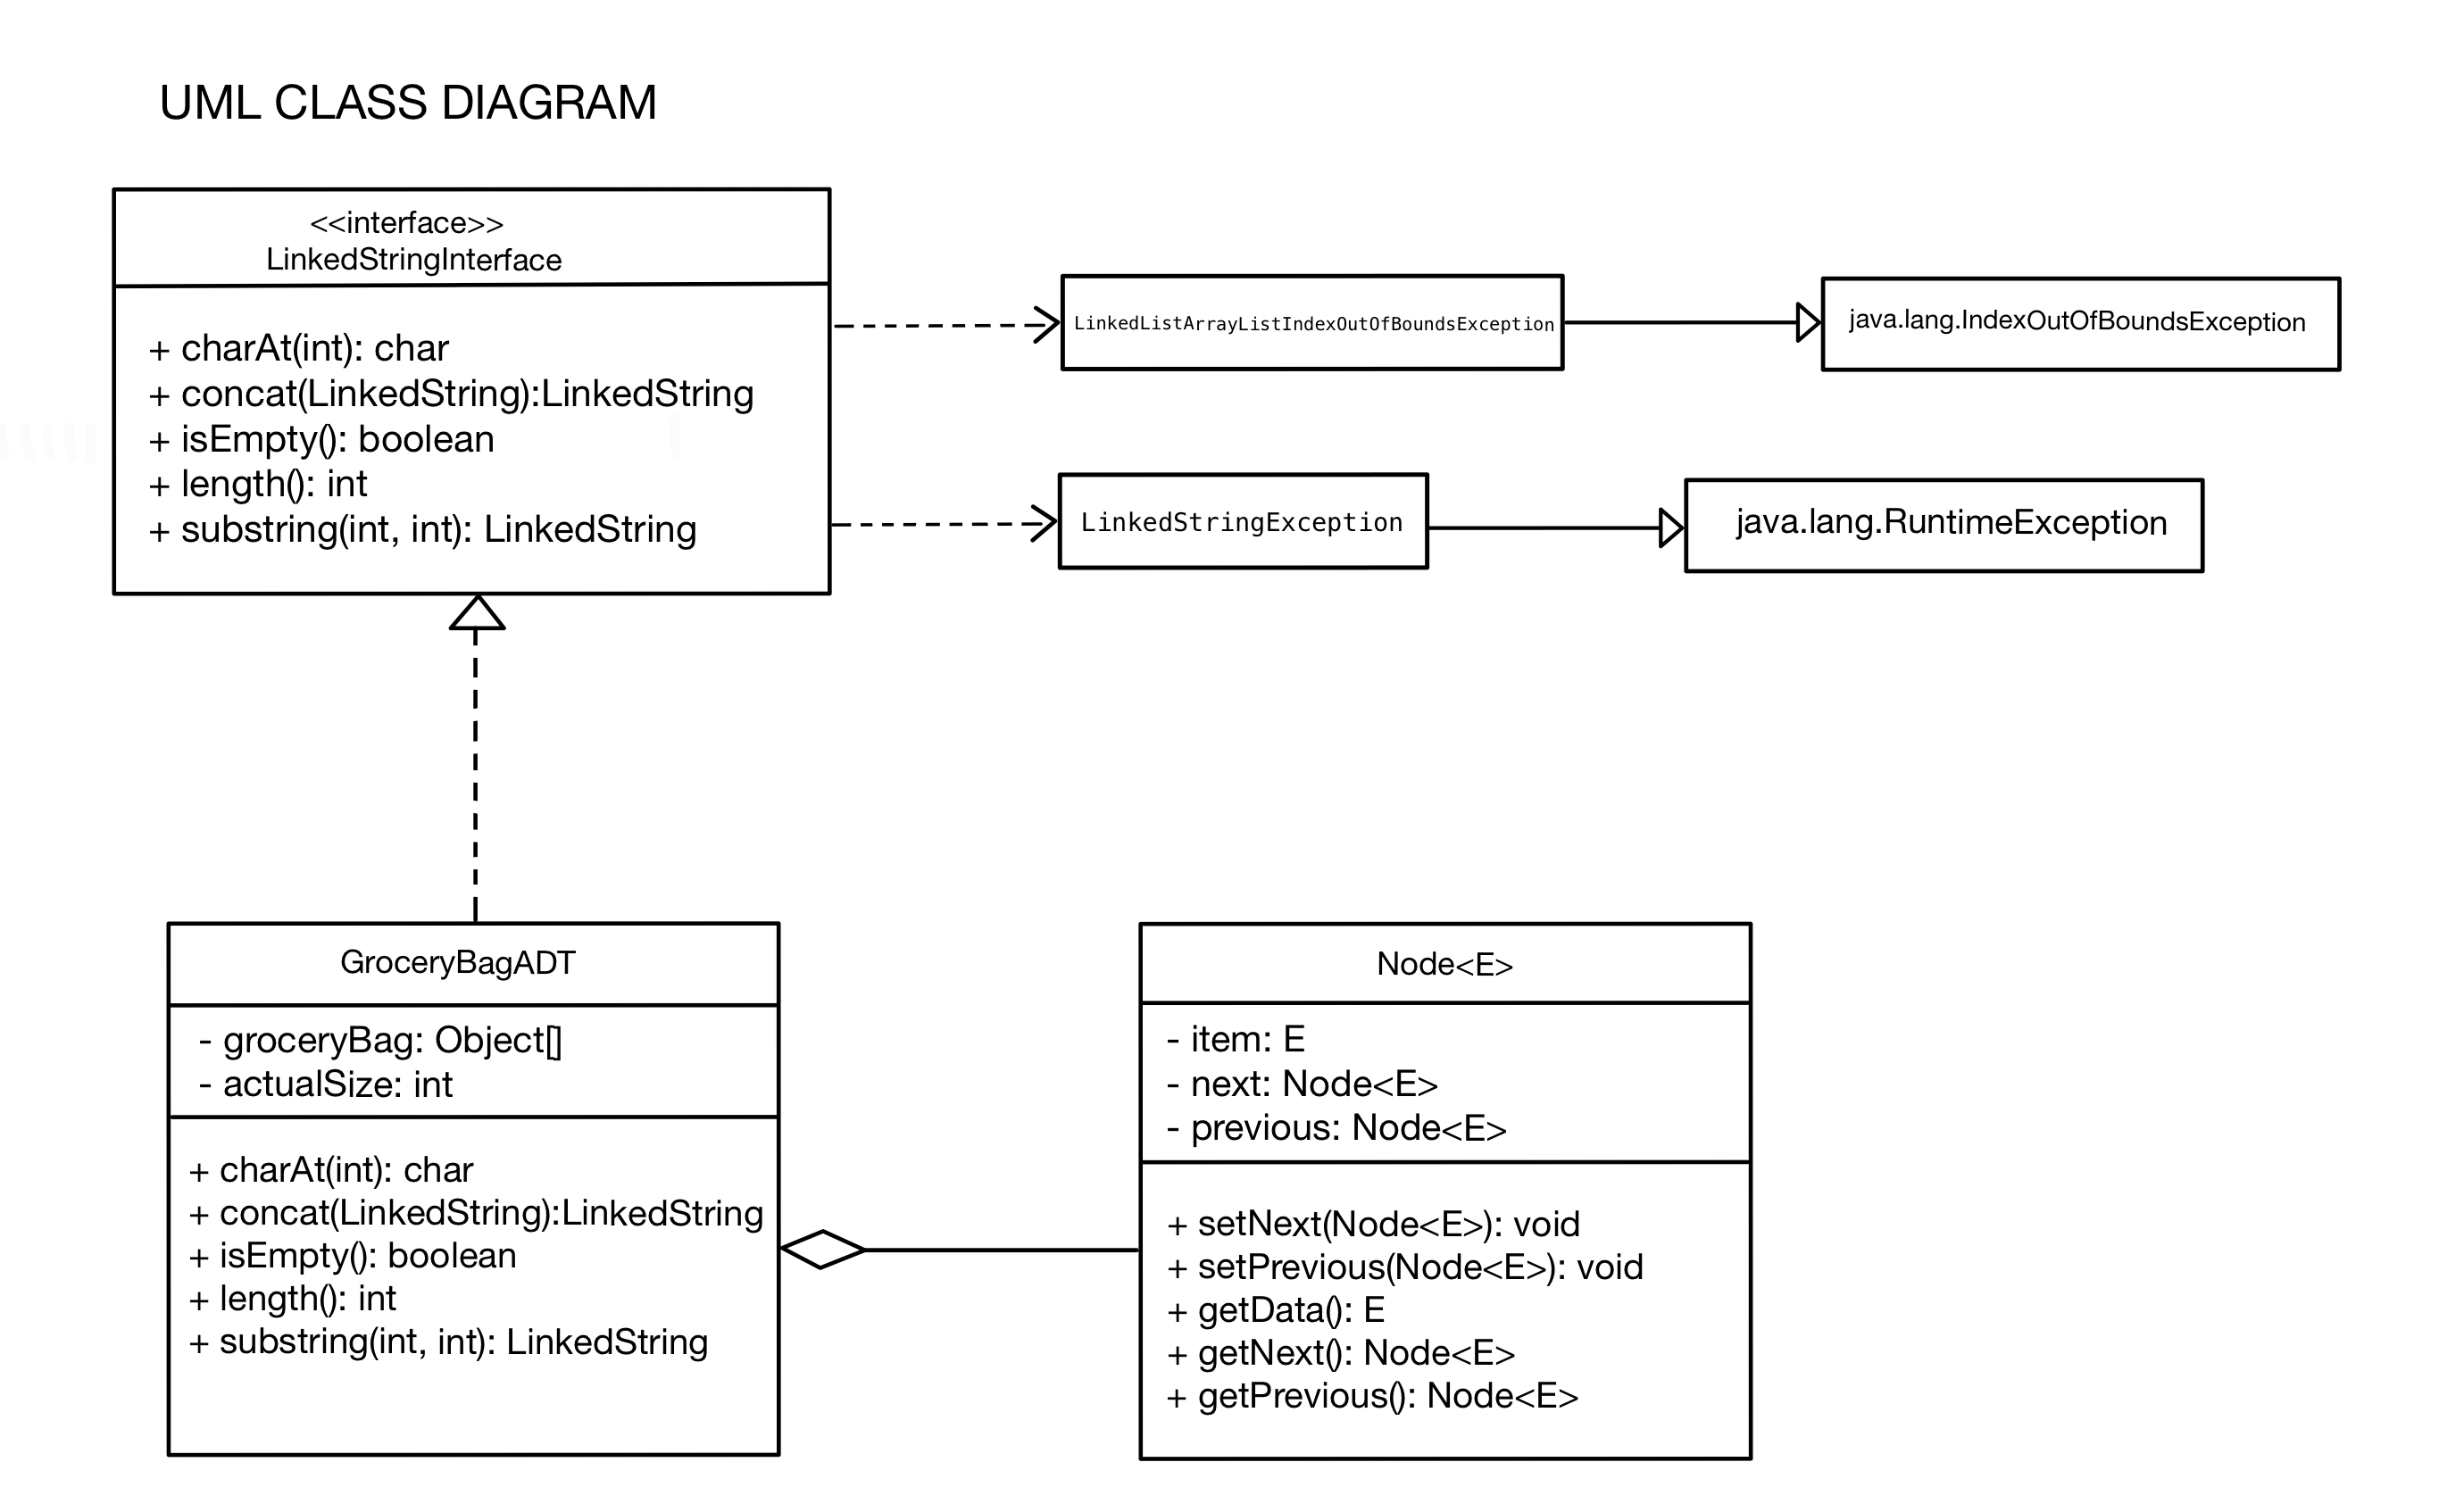 UML CLASS DIAGRAM
<<interface>>
LinkedStringInterface
+ charAt(int): char
+ concat(LinkedString):LinkedString
+ isEmpty(): boolean
+ length(): int
+ substring(int, int): LinkedString
LinkedListArrayListIndexOutOfBoundsException
java.lang.IndexOutOfBoundsException
LinkedStringException
java.lang.RuntimeException
GroceryBagADT
- groceryBag: Object[]
- actualSize: int
+ charAt(int): char
+ concat(LinkedString):LinkedString
+ isEmpty(): boolean
+ length(): int
+ substring(int, int): LinkedString
Node<E>
- item: E
- next: Node<E>
- previous: Node<E>
+ setNext(Node<E>): void
+ setPrevious(Node<E>): void
+ getData(): E
+ getNext(): Node<E>
+ getPrevious(): Node<E>